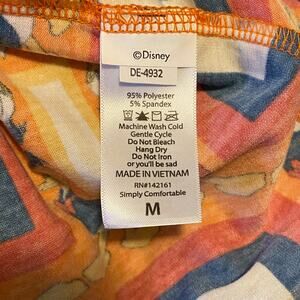 ©Disney
DE-4932
95% Polyester
5% Spandex
Machine Wash Cold
Gentle Cycle
Do Not Bleach
Hang Dry
Do Not Iron
or you'll be sad
MADE IN VIETNAM
RN#142161
Simply Comfortable
M